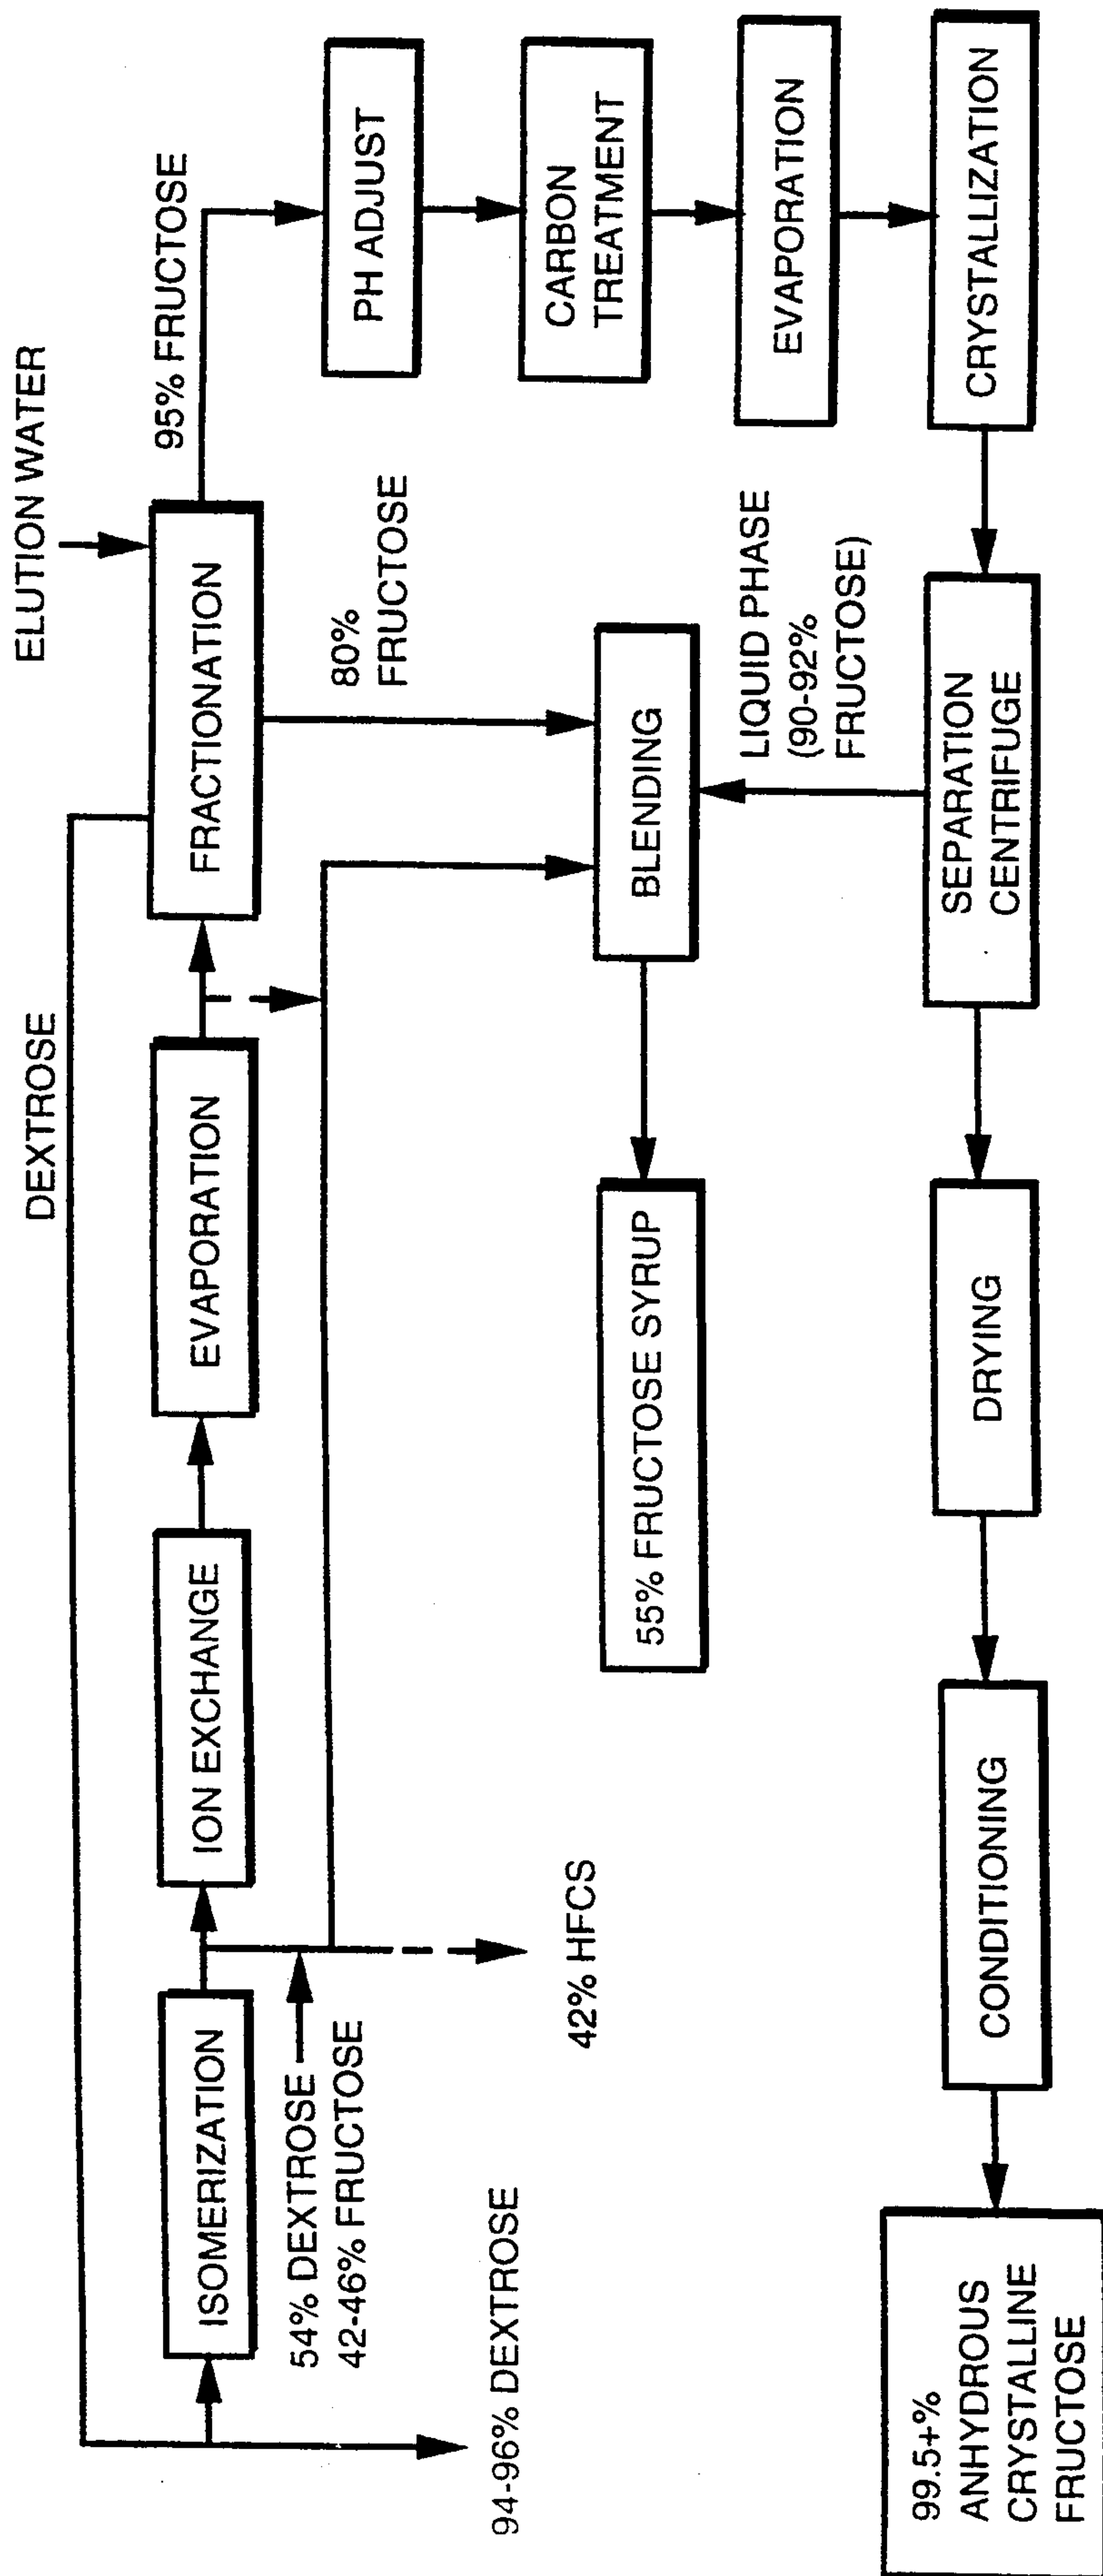 ELUTION WATER
DEXTROSE
95% FRUCTOSE
ISOMERIZATION
ION EXCHANGE
EVAPORATION
FRACTIONATION
54% DEXTROSE
42-46% FRUCTOSE
80%
FRUCTOSE
PH ADJUST
94-96% DEXTROSE
42% HFCS
CARBON
TREATMENT
55% FRUCTOSE SYRUP
BLENDING
LIQUID PHASE
(90-92%
FRUCTOSE)
EVAPORATION
99.5+%
ANHYDROUS
CRYSTALLINE
FRUCTOSE
CONDITIONING
DRYING
SEPARATION
CENTRIFUGE
CRYSTALLIZATION